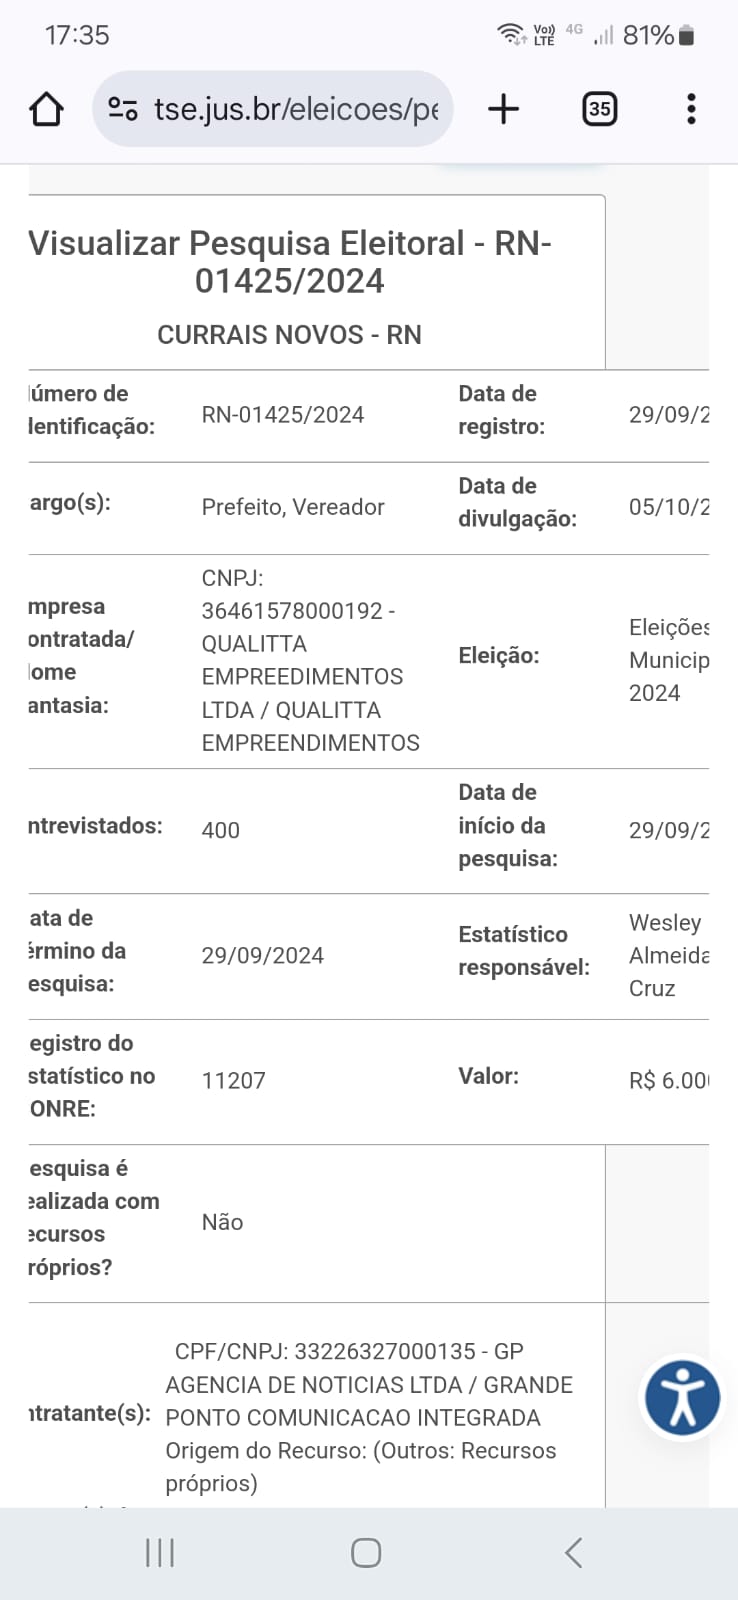 17:35
Vo)) LTE 4G 81%
tse.jus.br/eleicoes/pe
35
Visualizar Pesquisa Eleitoral - RN-
01425/2024
CURRAIS NOVOS - RN
úmero de
dentificação:
RN-01425/2024
Data de
registro:
29/09/2
argo(s):
Prefeito, Vereador
Data de
divulgação:
05/10/2
mpresa
ontratada/
ome
antasia:
CNPJ:
36461578000192 -
QUALITTA
EMPREEDIMENTOS
LTDA / QUALITTA
EMPREENDIMENTOS
Eleição:
Eleições
Municip
2024
ntrevistados:
400
Data de
início da
pesquisa:
29/09/2
ata de
érmino da
esquisa:
29/09/2024
Estatístico
responsável:
Wesley
Almeida
Cruz
egistro do
statístico no
ONRE:
11207
Valor:
R$ 6.00
esquisa é
ealizada com
ecursos
róprios?
Não
ntratante(s):
CPF/CNPJ: 33226327000135 - GP
AGENCIA DE NOTICIAS LTDA / GRANDE
PONTO COMUNICACAO INTEGRADA
Origem do Recurso: (Outros: Recursos
próprios)